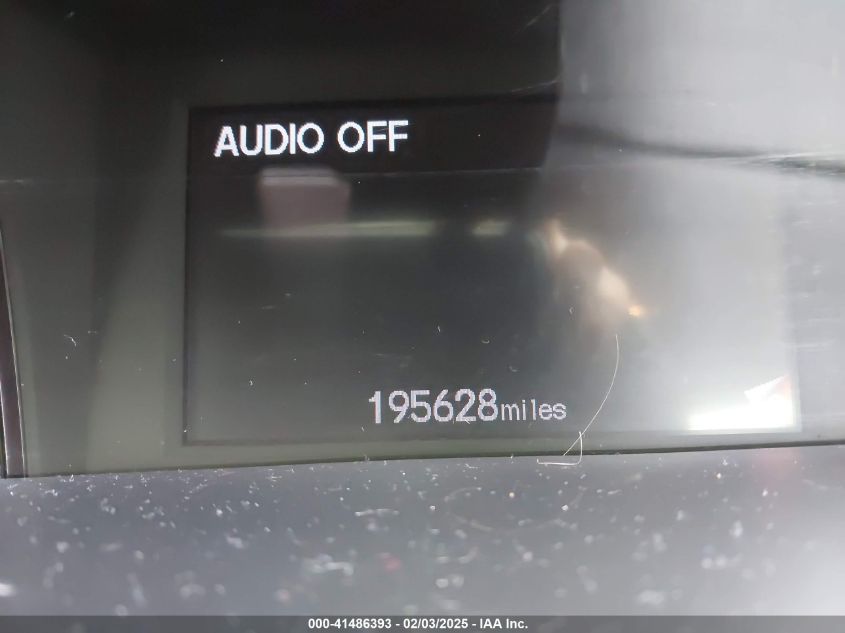 AUDIO OFF
195628miles
000-41486393 - 02/03/2025 - IAA Inc.